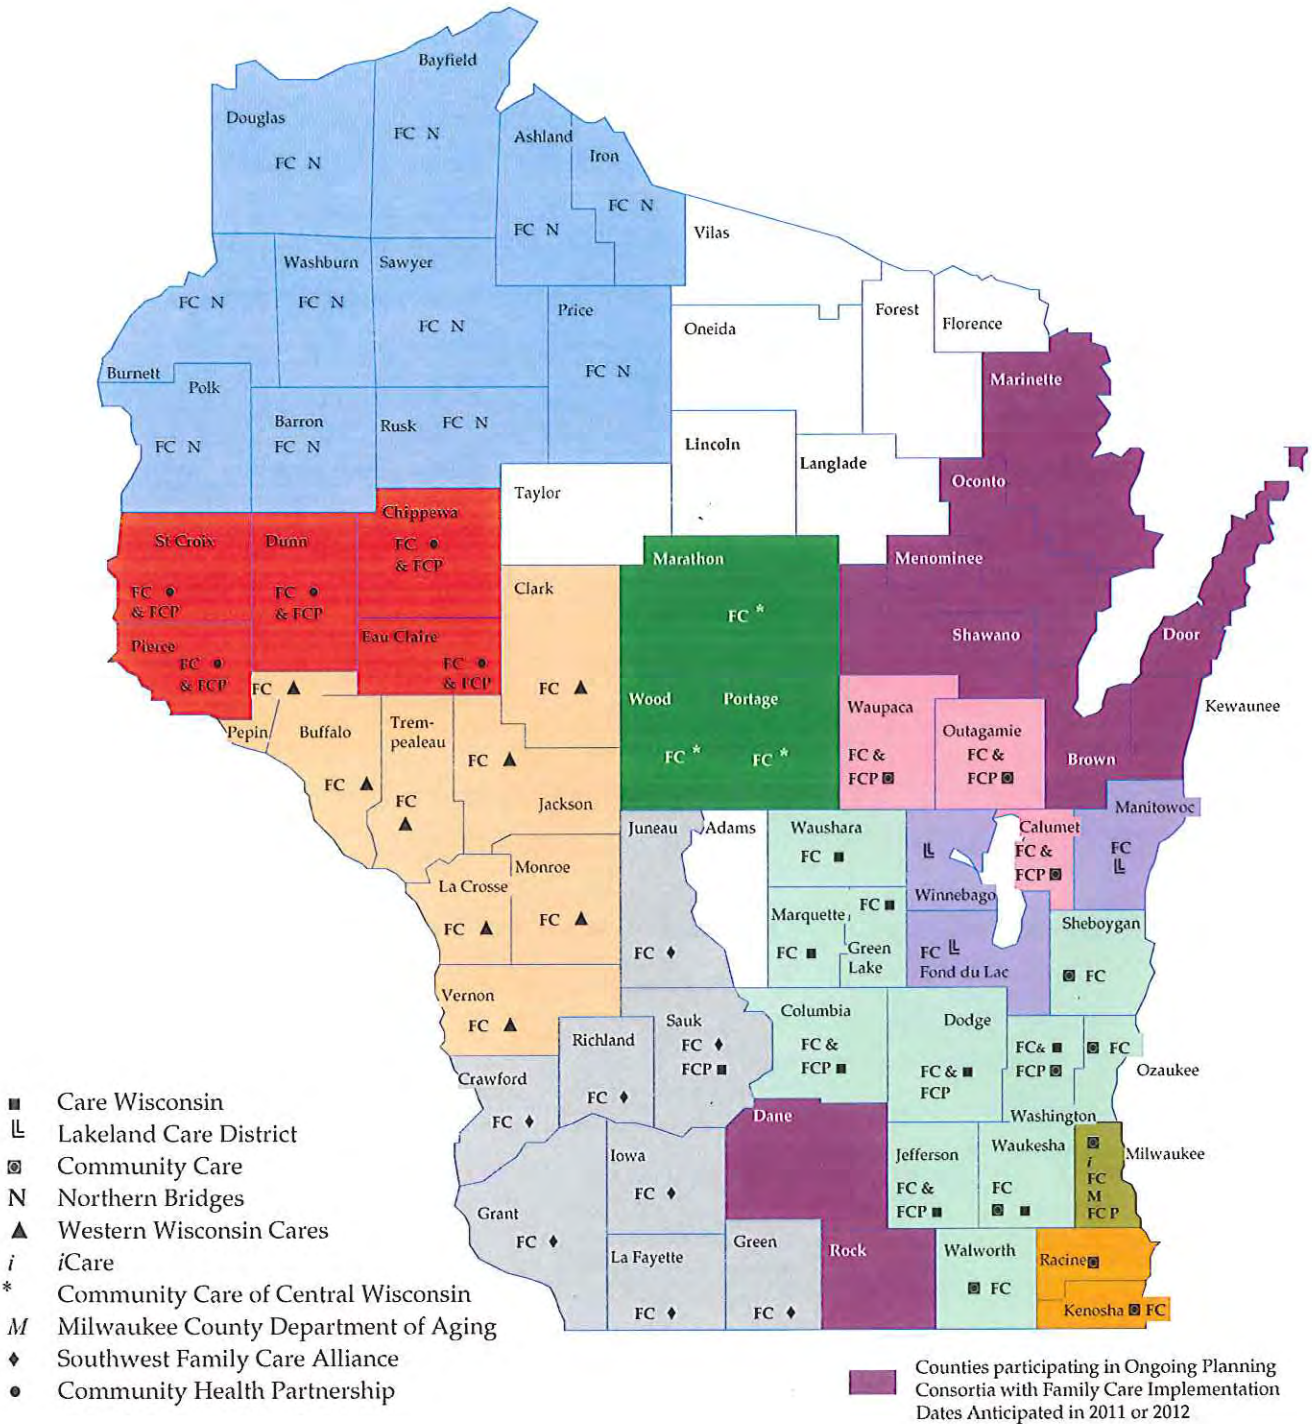 Bayfield
FC N
Douglas
FC N
Ashland
FC N
Iron
FC N
Vilas
Washburn
FC N
Sawyer
FC N
FC N
Burnett
Price
FC N
Oneida
Forest
Florence
Polk
FC N
Barron
FC N
Rusk FC N
Marinette
Lincoln
Langlade
Oconto
Taylor
Chippewa
FC
& FCP
St Croix
FC
& FCP
Dunn
FC
& FCP
Marathon
FC *
Menominee
Clark
FC
Pierce
FC
& FCP
Eau Claire
FC
& FCP
Shawano
Door
FC
Pepin
Buffalo
FC
Trem-
pealeau
FC
FC
Jackson
Wood
FC *
Portage
FC *
Waupaca
FC &
FCP
Outagamie
FC &
FCP
Brown
Kewaunee
Manitowoc
FC
LL
Juneau
FC
Adams
Waushara
FC
LL
Winnebago
Calumet
FC &
FCP
La Crosse
FC
Monroe
FC
Marquette
FC
FC
Green
Lake
FC LL
Fond du Lac
Sheboygan
FC
Vernon
FC
Richland
FC
Sauk
FC
FCP
Columbia
FC &
FCP
Dodge
FC &
FCP
FC&
FCP
Washington
FC
Ozaukee
Crawford
FC
Dane
Iowa
FC
Jefferson
FC &
FCP
Waukesha
FC
Milwaukee
i
FC
M
FCP
Grant
FC
La Fayette
FC
Green
FC
Rock
Walworth
FC
Racine
Kenosha FC
Care Wisconsin
LL Lakeland Care District
Community Care
N Northern Bridges
Western Wisconsin Cares
i iCare
* Community Care of Central Wisconsin
M Milwaukee County Department of Aging
Southwest Family Care Alliance
Community Health Partnership
Counties participating in Ongoing Planning
Consortia with Family Care Implementation
Dates Anticipated in 2011 or 2012